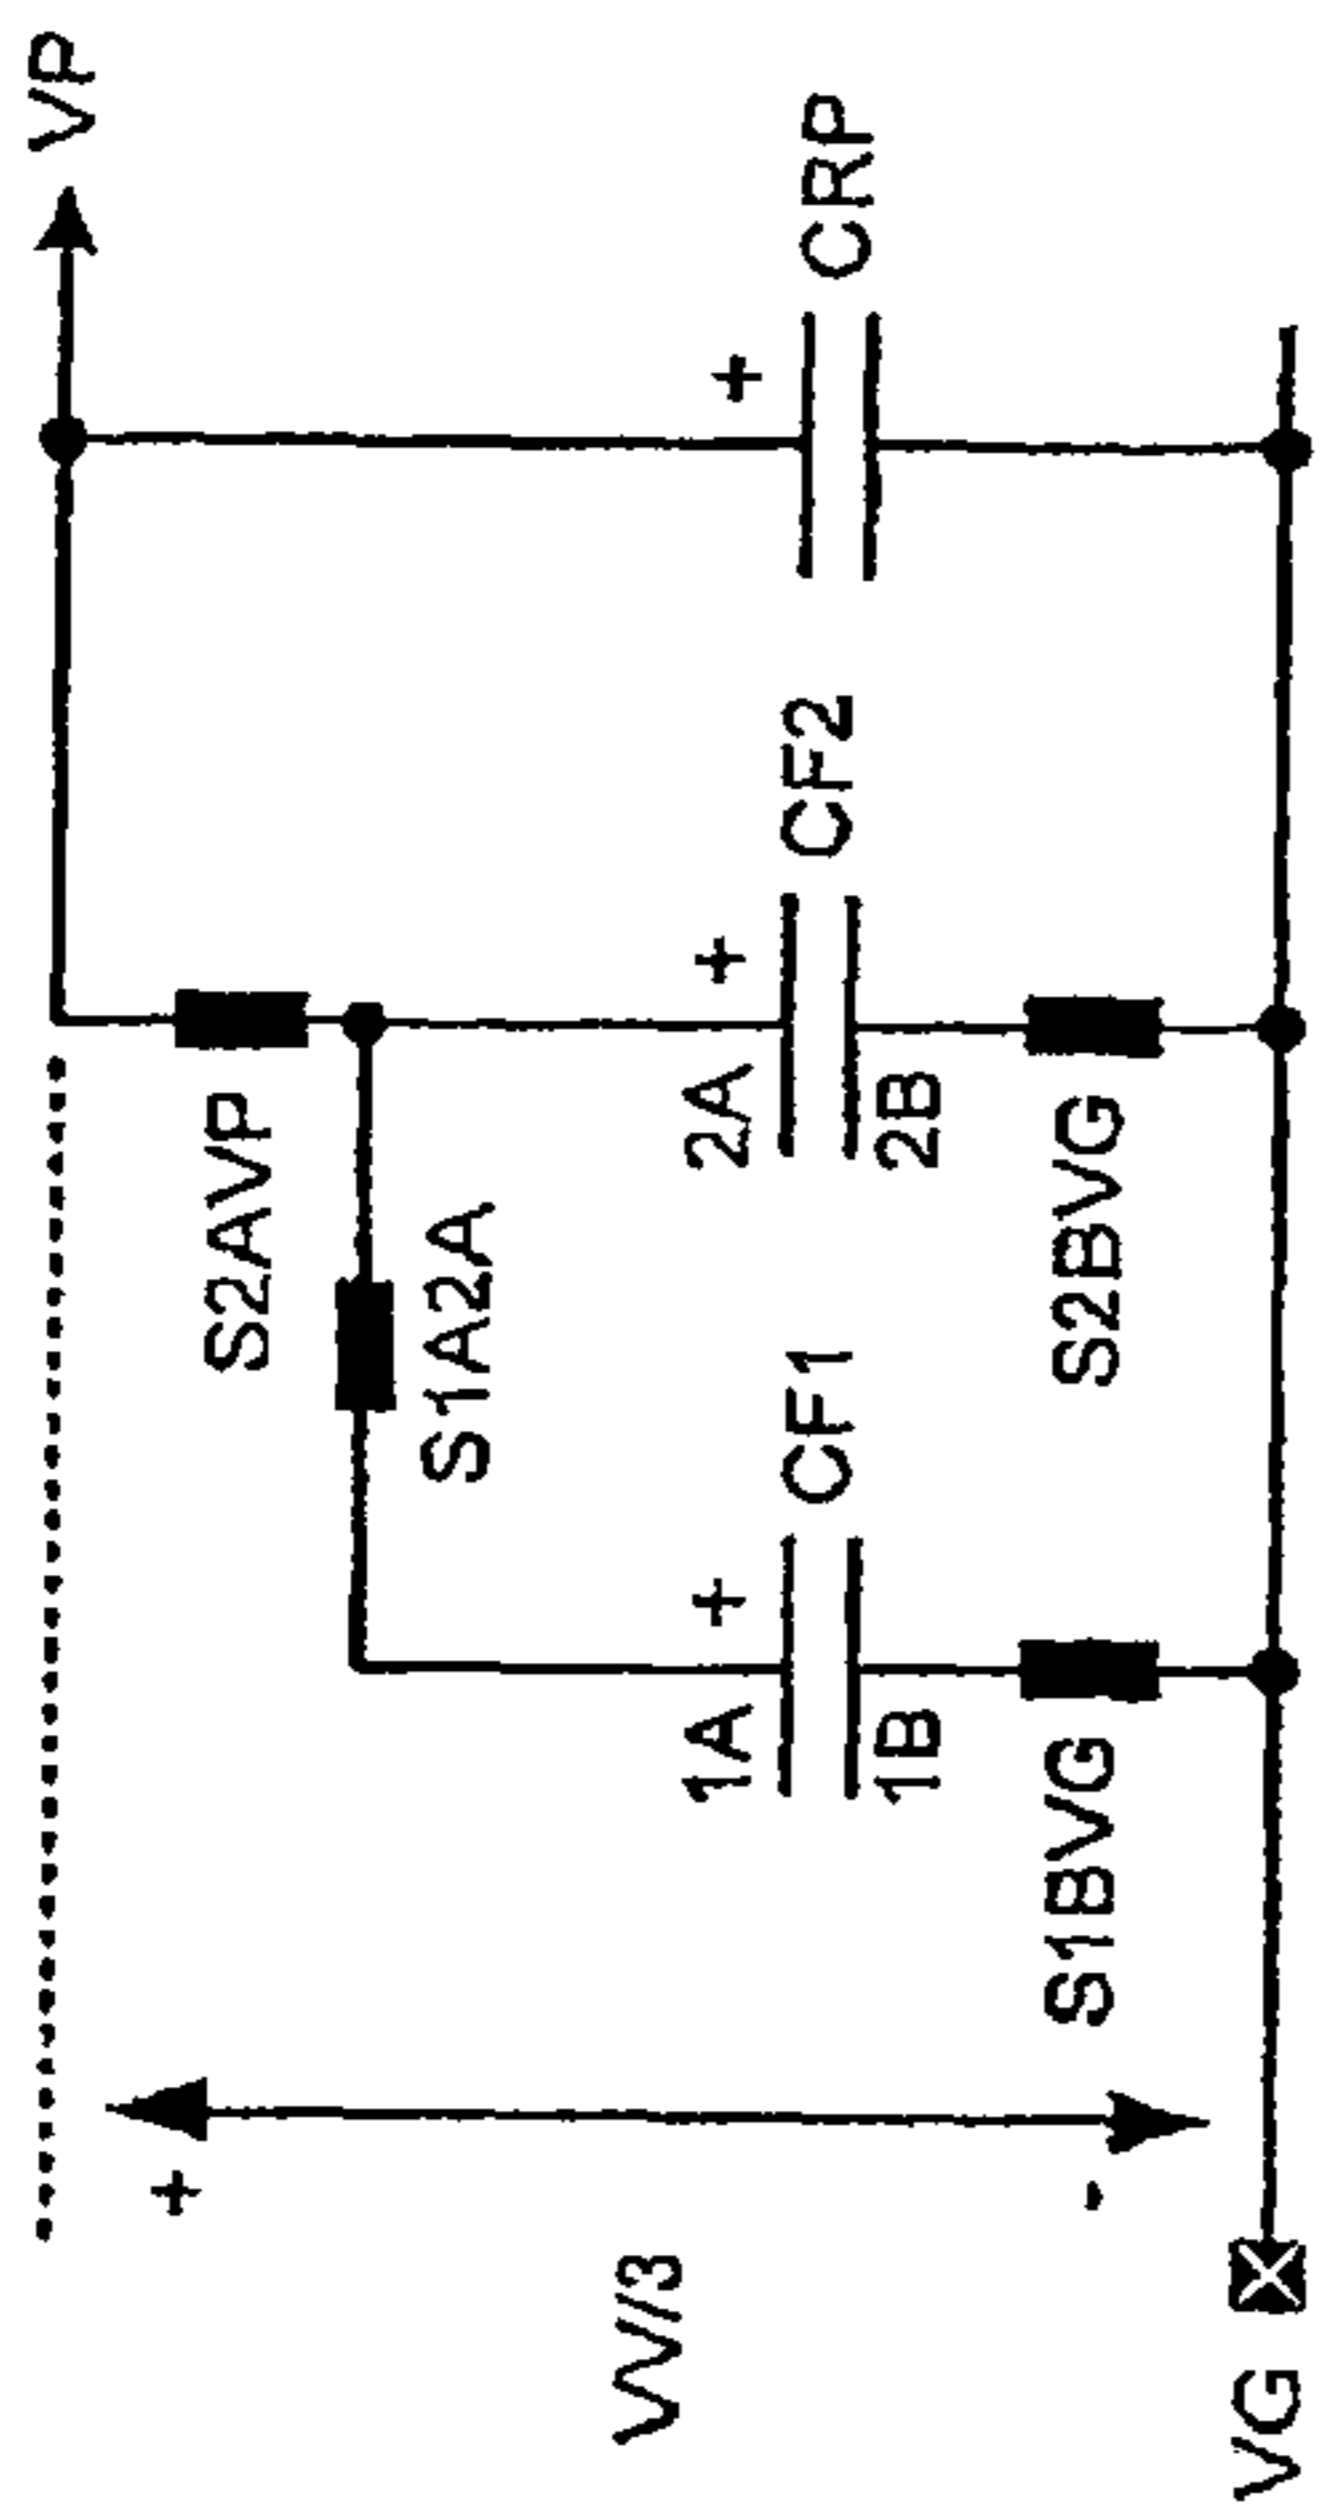 VP
+
S2AVP
S1A2A
VV/3
1A
+
CF1
2A
+
CF2
+
CRP
1B
2B
S1BVG
S2BVG
-
VG